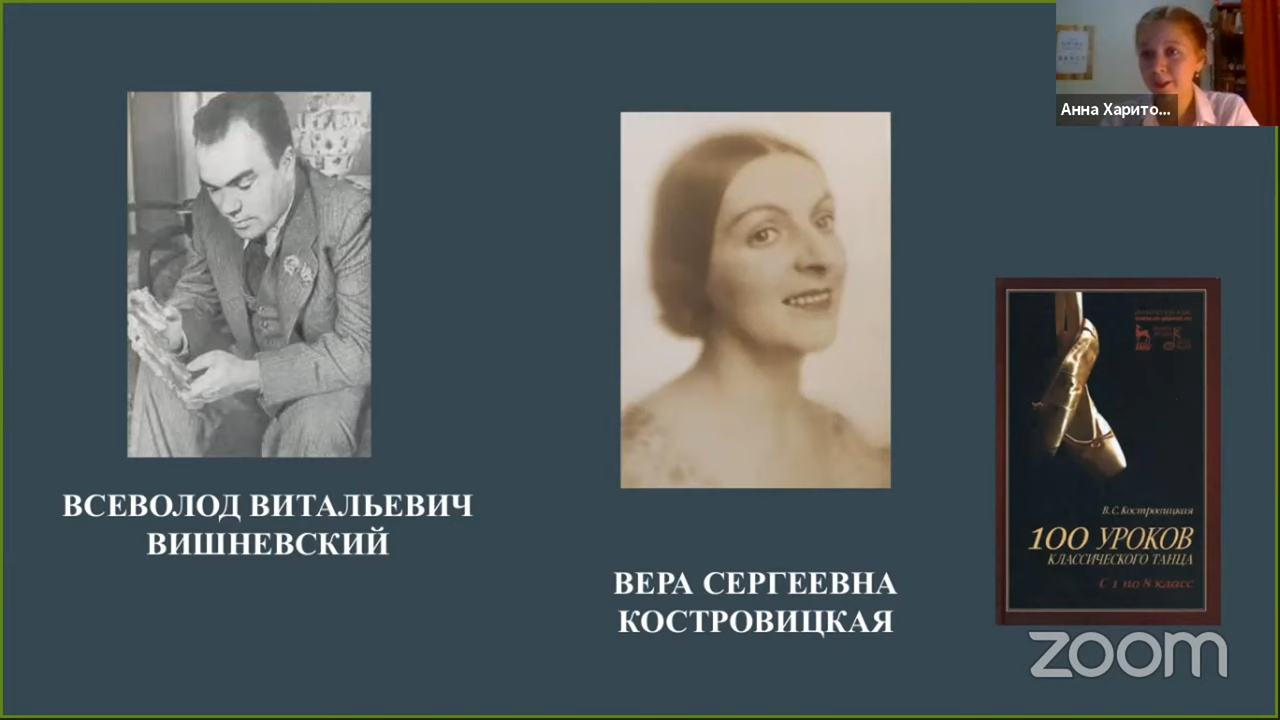 Анна Харито...
ВСЕВОЛОД ВИТАЛЬЕВИЧ
ВИШНЕВСКИЙ
ВЕРА СЕРГЕЕВНА
КОСТРОВИЦКАЯ
В. С. Костровицкая
100 УРОКОВ
КЛАССИЧЕСКОГО ТАНЦА
С 1 по 8 класс
zoom